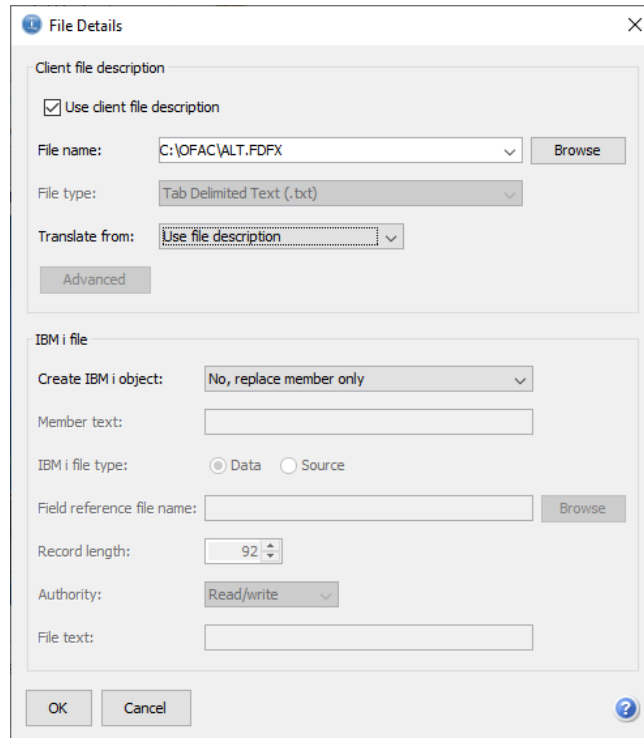 File Details
Client file description
Use client file description
File name: C:\OFAC\ALT.FDFX Browse
File type: Tab Delimited Text (.txt)
Translate from: Use file description
Advanced
IBM i file
Create IBM i object: No, replace member only
Member text:
IBM i file type: Data Source
Field reference file name: Browse
Record length: 92
Authority: Read/write
File text:
OK Cancel ?